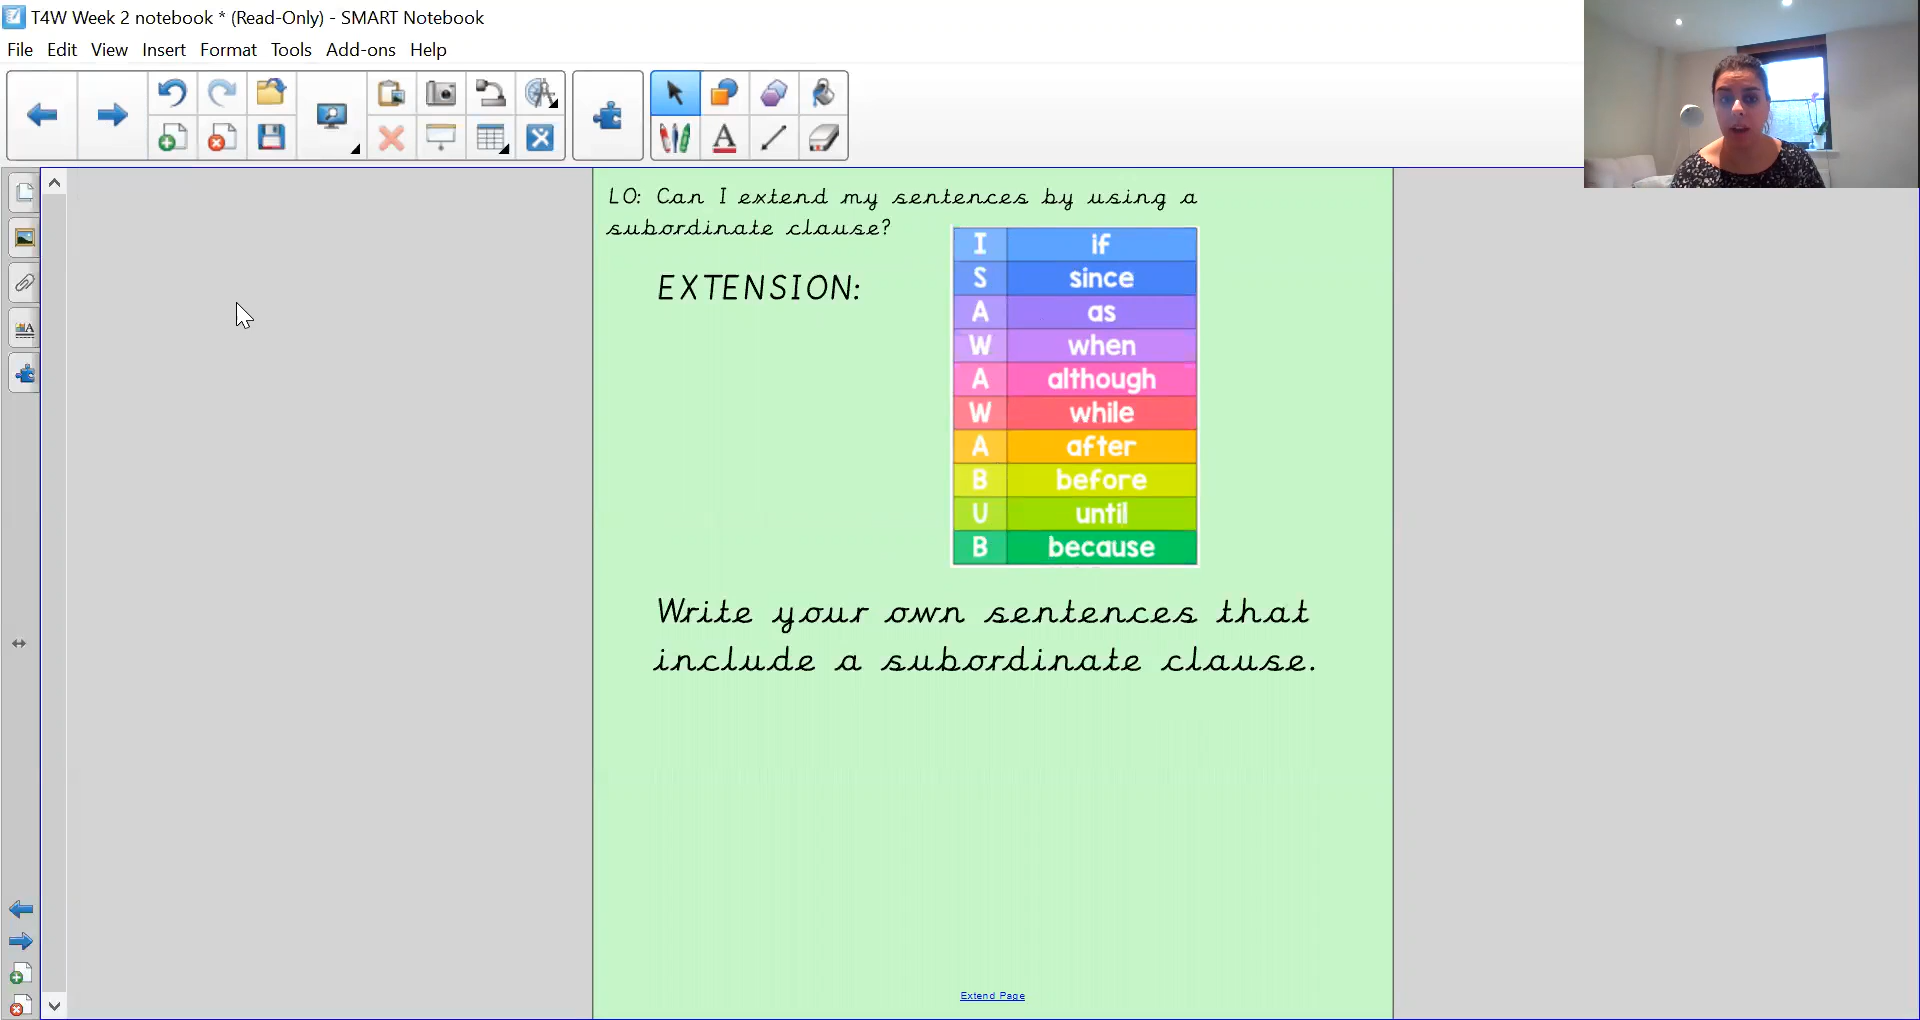 T4W Week 2 notebook * (Read-Only) - SMART Notebook
File Edit View Insert Format Tools Add-ons Help
LO: Can I extend my sentences by using a
subordinate clause?
EXTENSION:
I if
S since
A as
W when
A although
W while
A after
B before
U until
B because
Write your own sentences that
include a subordinate clause.
Extend Page